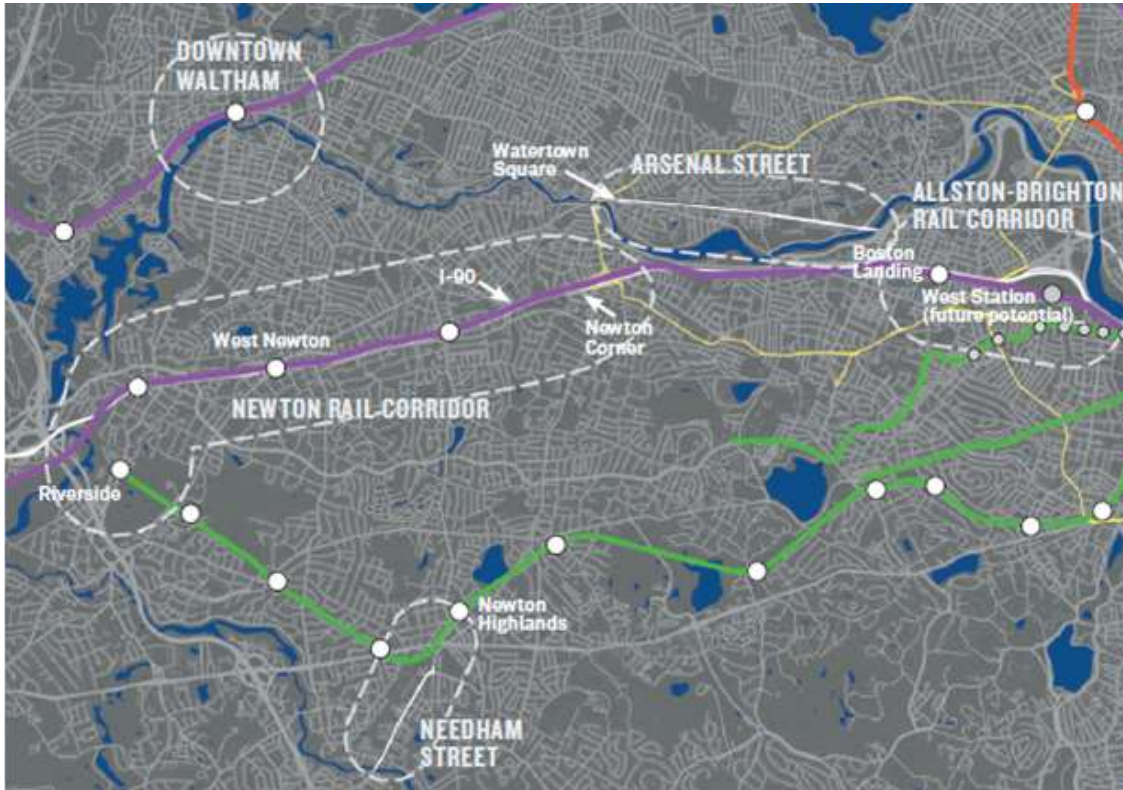 DOWNTOWN
WALTHAM
Watertown
Square
ARSENAL STREET
ALLSTON-BRIGHTON
RAIL CORRIDOR
Boston
Landing
I-90
West Station
(future potential)
West Newton
Newton
Corner
NEWTON RAIL CORRIDOR
Riverside
Newton
Highlands
NEEDHAM
STREET